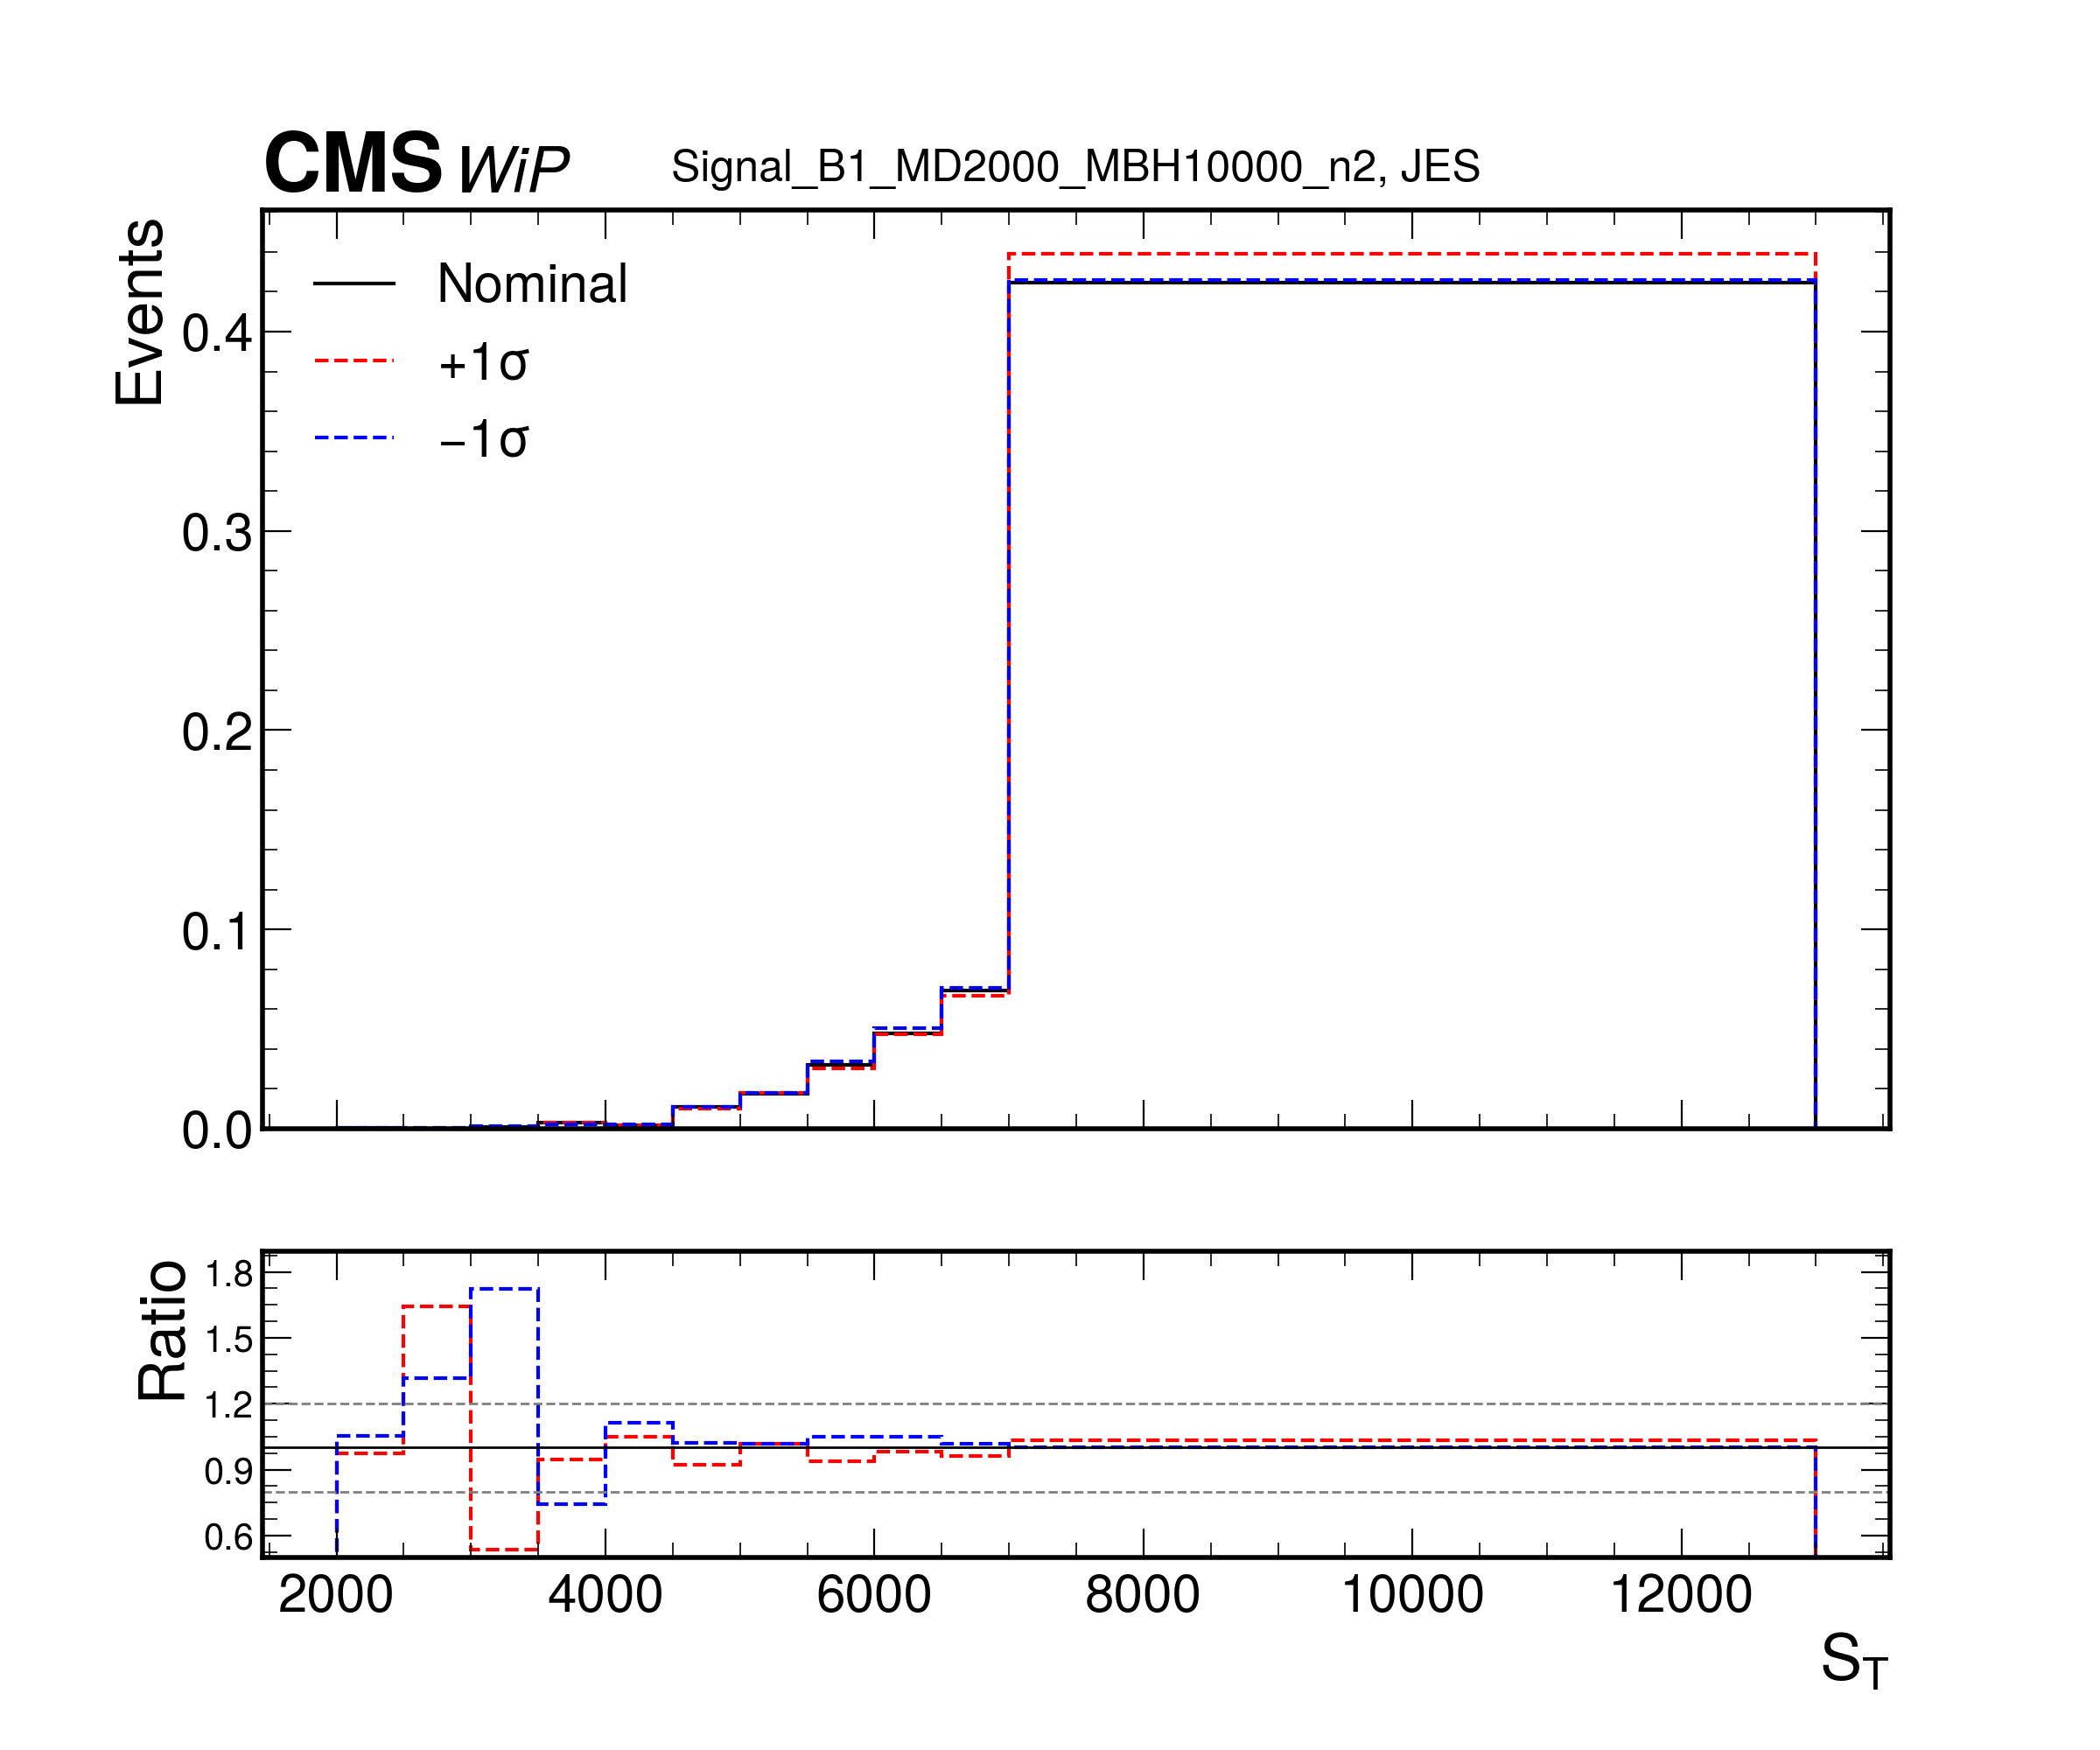 CMS WiP Signal_B1_MD2000_MBH10000_n2, JES
Events
Nominal
+1σ
−1σ
0.4
0.3
0.2
0.1
0.0
Ratio
1.8
1.5
1.2
0.9
0.6
2000 4000 6000 8000 10000 12000
S_T